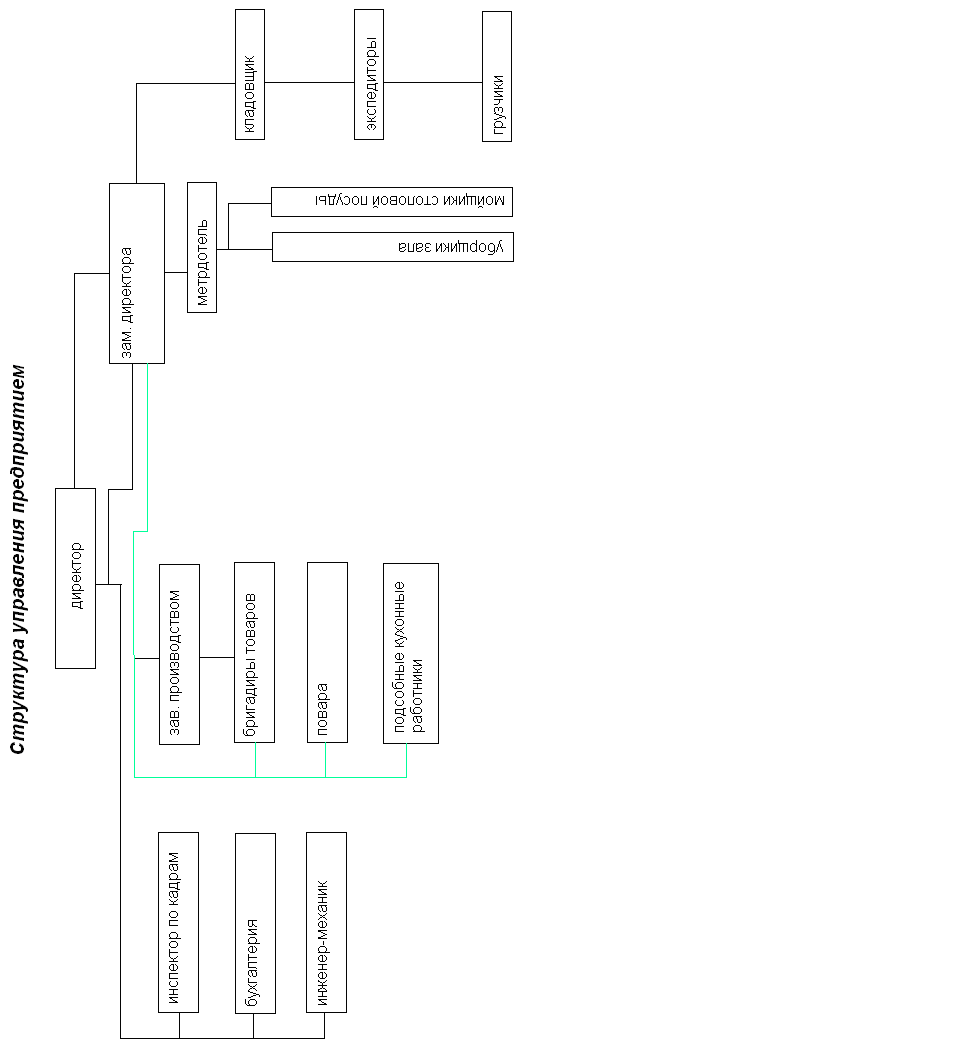 Структура управления предприятием
директор
зам. директора
инспектор по кадрам
бухгалтерия
инженер-механик
зав. производством
бригадиры товаров
повара
подсобные кухонные
работники
метрдотель
уборщики зала
мойщики столовой посуды
кладовщик
экспедиторы
грузчики